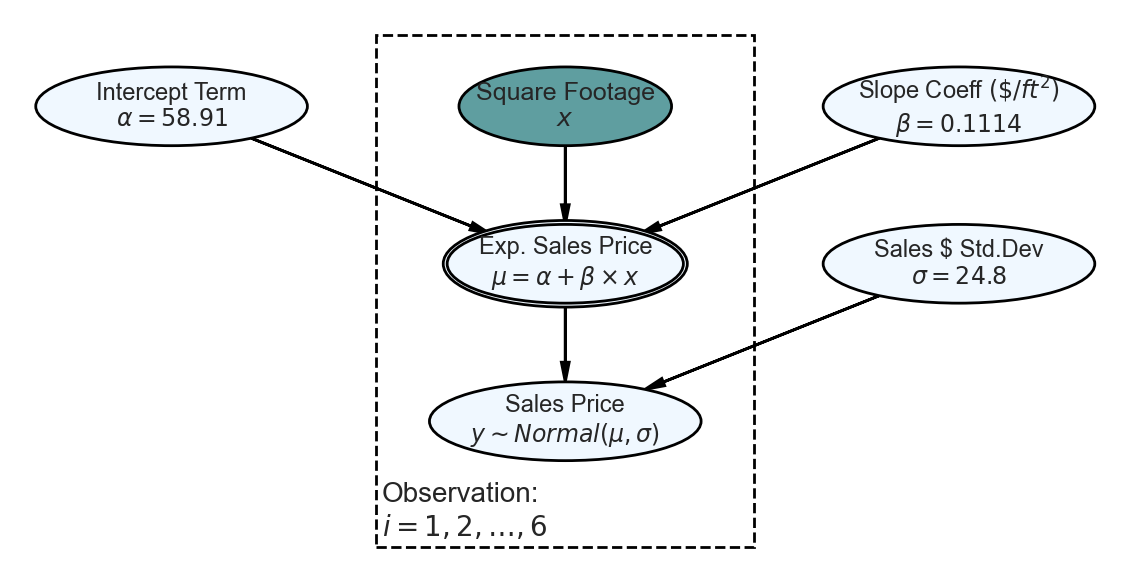 Intercept Term
α = 58.91
Square Footage
x
Slope Coeff ($/ft²)
β = 0.1114
Exp. Sales Price
μ = α + β × x
Sales $ Std.Dev
σ = 24.8
Sales Price
y ~ Normal(μ, σ)
Observation:
i = 1, 2, ..., 6